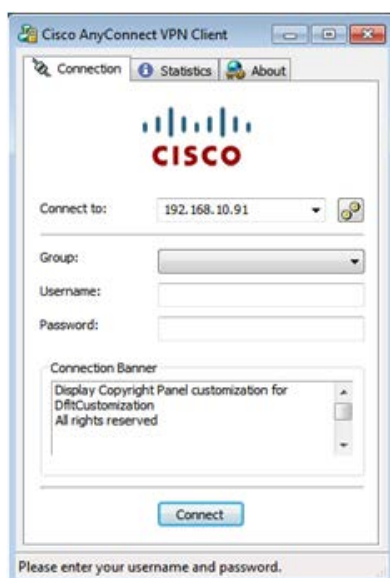 Cisco AnyConnect VPN Client
Connection Statistics About
CISCO
Connect to: 192.168.10.91
Group:
Username:
Password:
Connection Banner
Display Copyright Panel customization for
DfltCustomization
All rights reserved
Connect
Please enter your username and password.